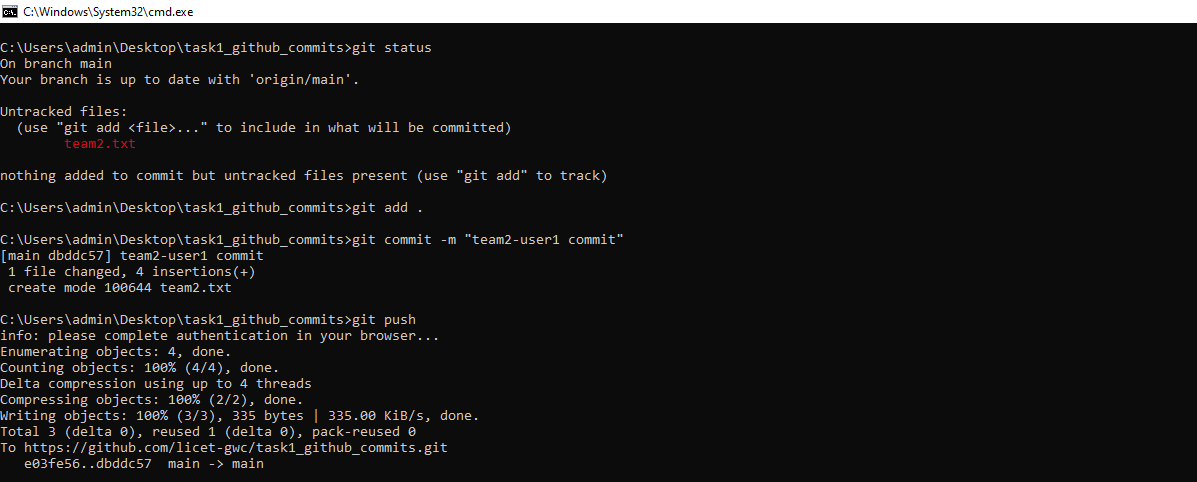 C:\Windows\System32\cmd.exe
C:\Users\admin\Desktop\task1_github_commits>git status
On branch main
Your branch is up to date with 'origin/main'.
Untracked files:
  (use "git add <file>..." to include in what will be committed)
        team2.txt
nothing added to commit but untracked files present (use "git add" to track)
C:\Users\admin\Desktop\task1_github_commits>git add .
C:\Users\admin\Desktop\task1_github_commits>git commit -m "team2-user1 commit"
[main dbddc57] team2-user1 commit
 1 file changed, 4 insertions(+)
 create mode 100644 team2.txt
C:\Users\admin\Desktop\task1_github_commits>git push
info: please complete authentication in your browser...
Enumerating objects: 4, done.
Counting objects: 100% (4/4), done.
Delta compression using up to 4 threads
Compressing objects: 100% (2/2), done.
Writing objects: 100% (3/3), 335 bytes | 335.00 KiB/s, done.
Total 3 (delta 0), reused 1 (delta 0), pack-reused 0
To https://github.com/licet-gwc/task1_github_commits.git
   e03fe56..dbddc57  main -> main